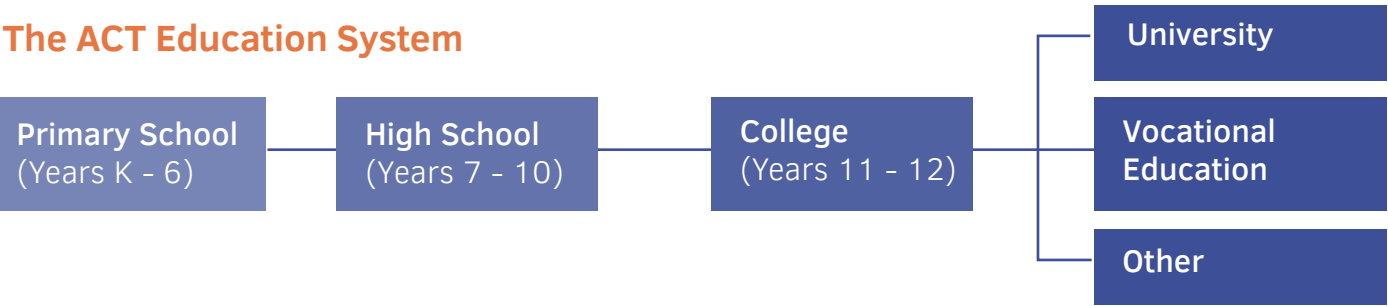 The ACT Education System
Primary School
(Years K - 6)
High School
(Years 7 - 10)
College
(Years 11 - 12)
University
Vocational
Education
Other